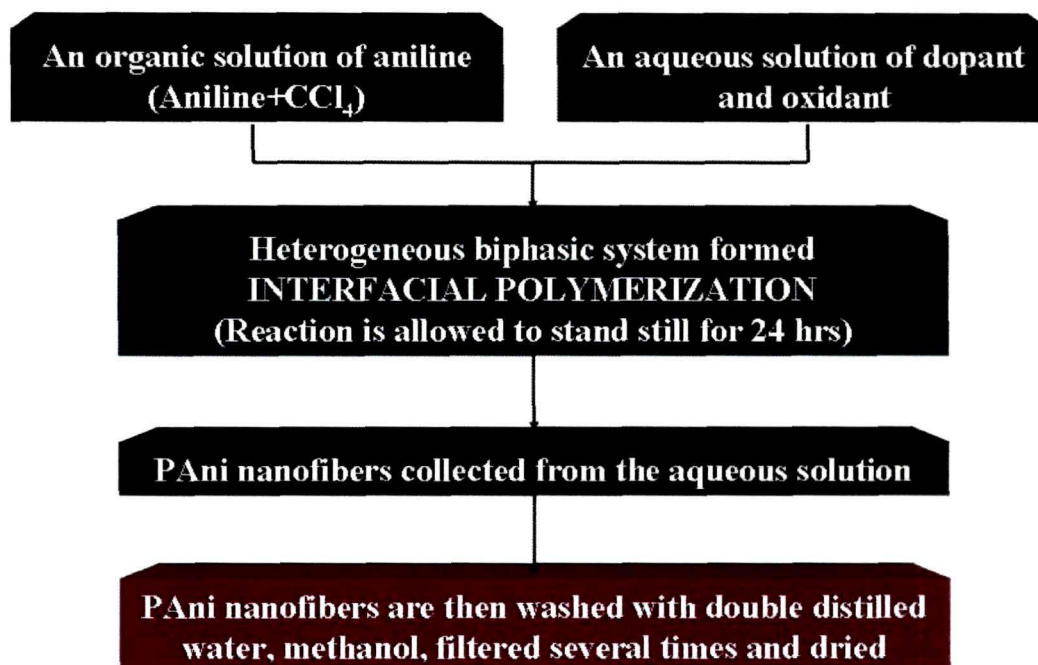 An organic solution of aniline
(Aniline+CCl₄)
An aqueous solution of dopant
and oxidant
Heterogeneous biphasic system formed
INTERFACIAL POLYMERIZATION
(Reaction is allowed to stand still for 24 hrs)
PAni nanofibers collected from the aqueous solution
PAni nanofibers are then washed with double distilled
water, methanol, filtered several times and dried